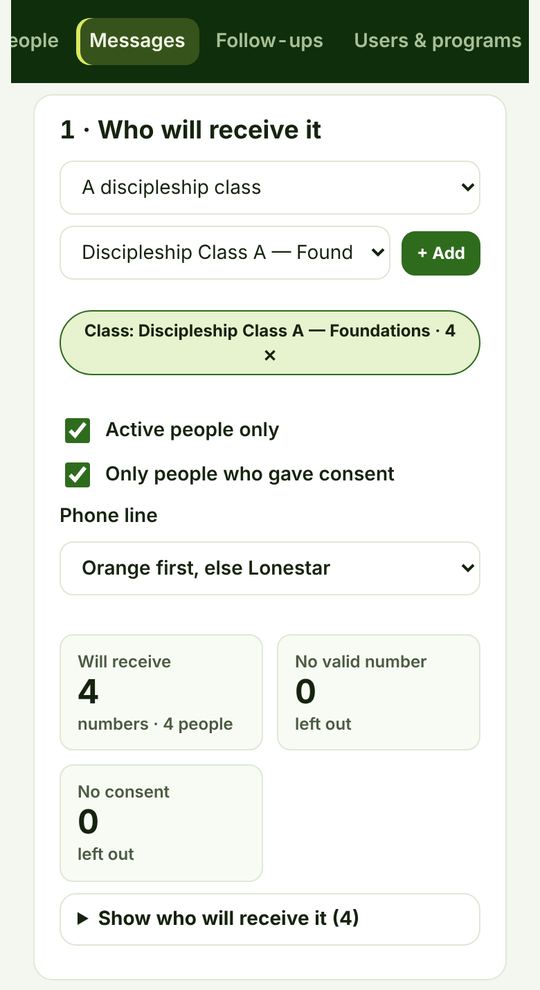 eople Messages Follow-ups Users & programs
1 · Who will receive it
A discipleship class
Discipleship Class A — Found
+ Add
Class: Discipleship Class A — Foundations · 4
×
Active people only
Only people who gave consent
Phone line
Orange first, else Lonestar
Will receive
4
numbers · 4 people
No valid number
0
left out
No consent
0
left out
Show who will receive it (4)